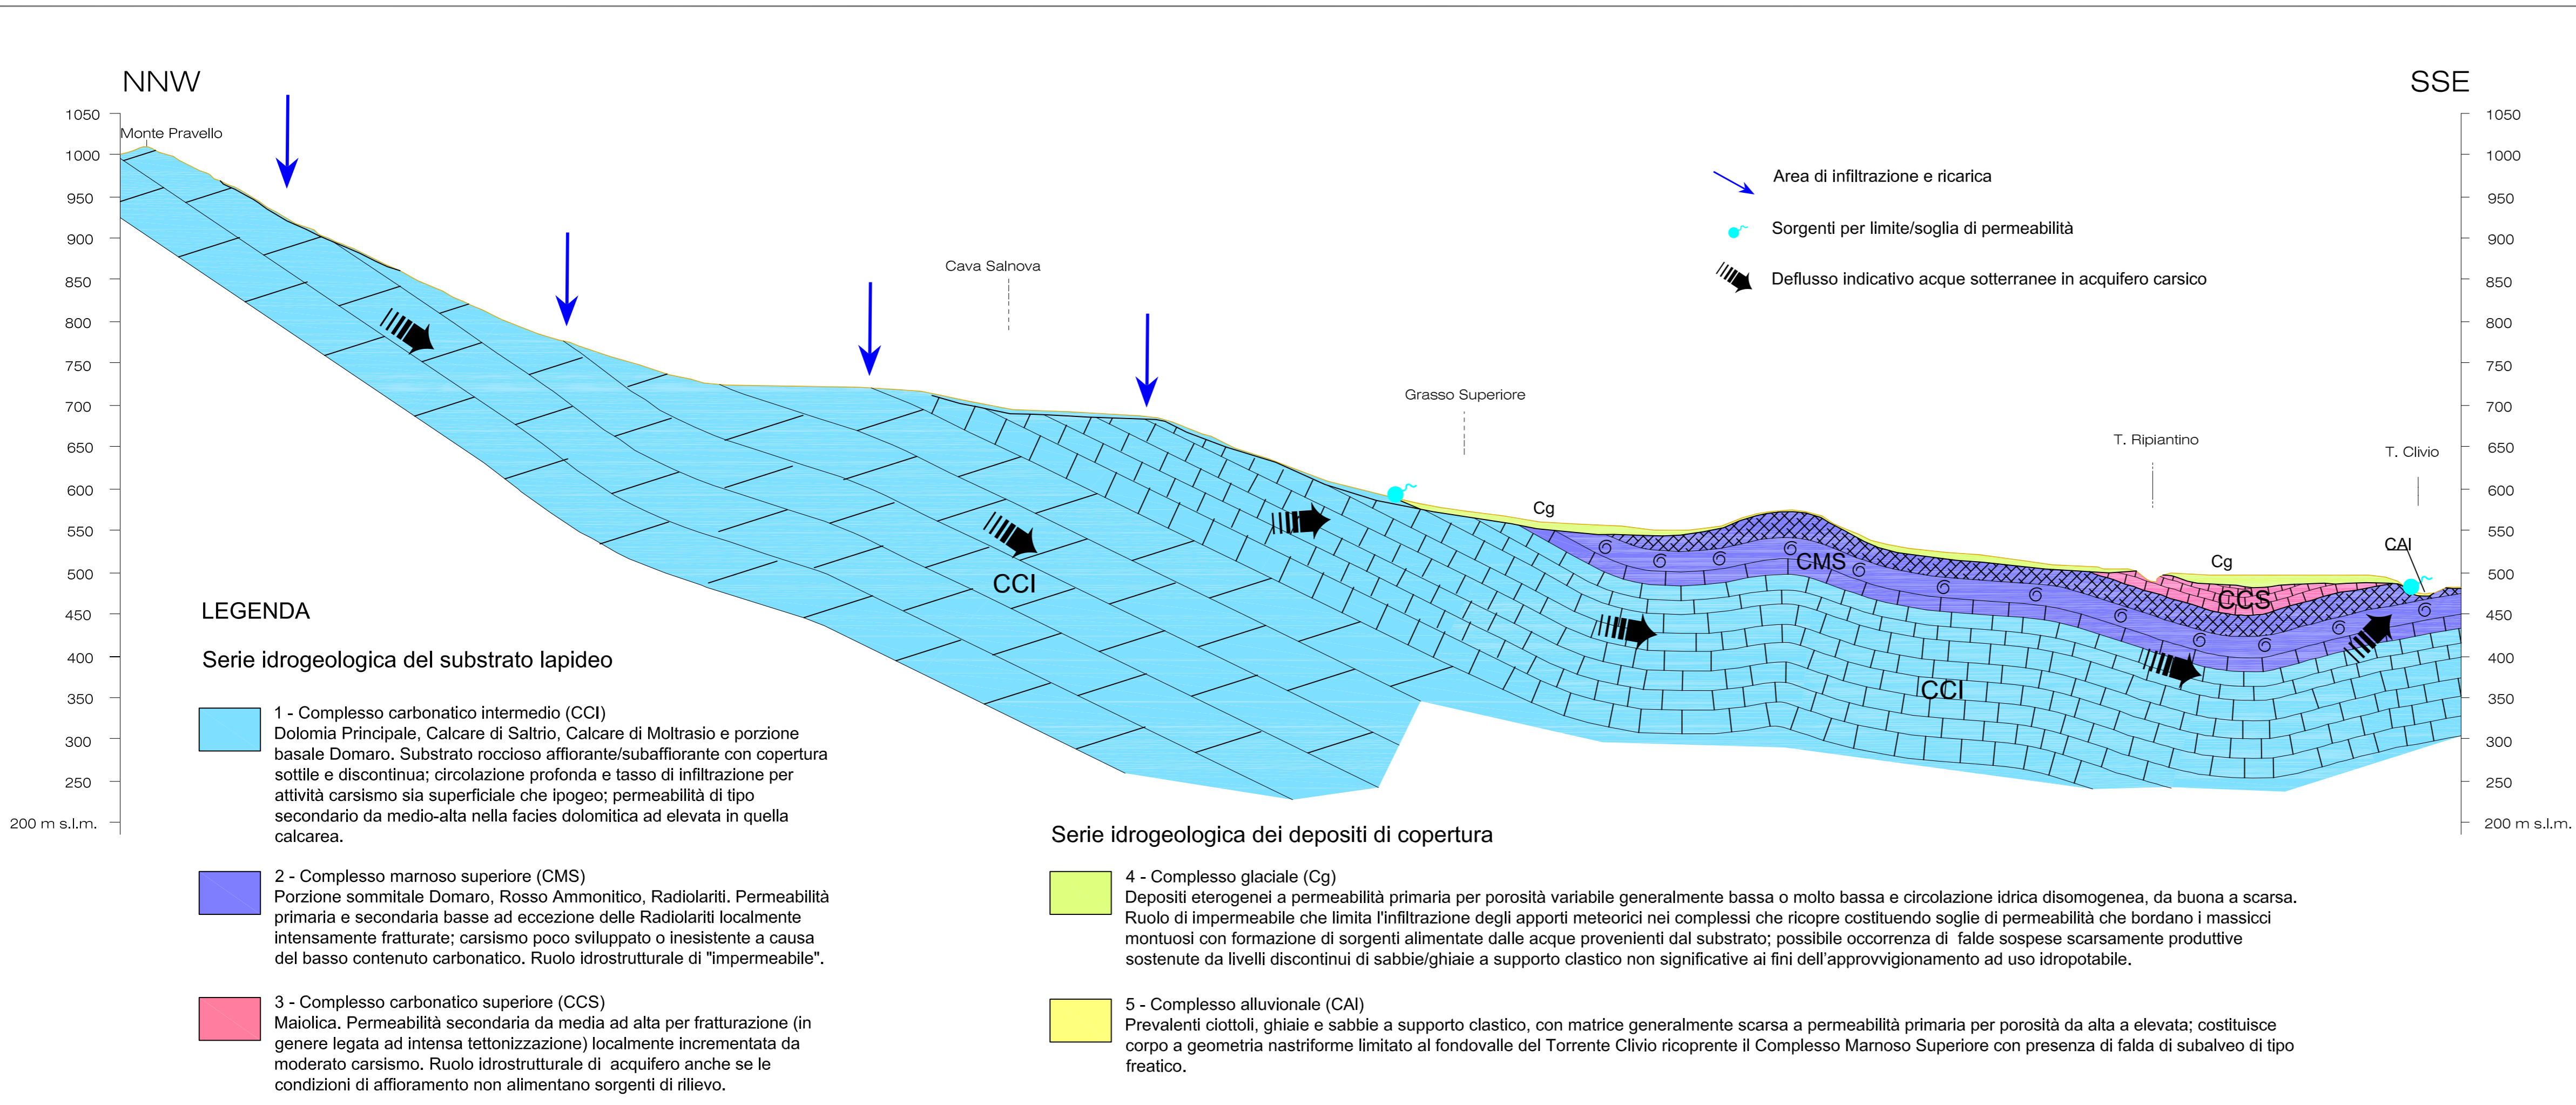 NNW
SSE
1050
1000
950
900
850
800
750
700
650
600
550
500
450
400
350
300
250
200 m s.l.m.
Monte Pravello
Cava Salnova
Grasso Superiore
T. Ripiantino
T. Clivio
Area di infiltrazione e ricarica
Sorgenti per limite/soglia di permeabilità
Deflusso indicativo acque sotterranee in acquifero carsico
1050
1000
950
900
850
800
750
700
650
600
550
500
450
400
350
300
250
200 m s.l.m.
Cg
CMS
CAl
Cg
CCS
CCI
CCI
LEGENDA
Serie idrogeologica del substrato lapideo
1 - Complesso carbonatico intermedio (CCI)
Dolomia Principale, Calcare di Saltrio, Calcare di Moltrasio e porzione
basale Domaro. Substrato roccioso affiorante/subaffiorante con copertura
sottile e discontinua; circolazione profonda e tasso di infiltrazione per
attività carsismo sia superficiale che ipogeo; permeabilità di tipo
secondario da medio-alta nella facies dolomitica ad elevata in quella
calcarea.
2 - Complesso marnoso superiore (CMS)
Porzione sommitale Domaro, Rosso Ammonitico, Radiolariti. Permeabilità
primaria e secondaria basse ad eccezione delle Radiolariti localmente
intensamente fratturate; carsismo poco sviluppato o inesistente a causa
del basso contenuto carbonatico. Ruolo idrostrutturale di "impermeabile".
3 - Complesso carbonatico superiore (CCS)
Maiolica. Permeabilità secondaria da media ad alta per fratturazione (in
genere legata ad intensa tettonizzazione) localmente incrementata da
moderato carsismo. Ruolo idrostrutturale di  acquifero anche se le
condizioni di affioramento non alimentano sorgenti di rilievo.
Serie idrogeologica dei depositi di copertura
4 - Complesso glaciale (Cg)
Depositi eterogenei a permeabilità primaria per porosità variabile generalmente bassa o molto bassa e circolazione idrica disomogenea, da buona a scarsa.
Ruolo di impermeabile che limita l'infiltrazione degli apporti meteorici nei complessi che ricopre costituendo soglie di permeabilità che bordano i massicci
montuosi con formazione di sorgenti alimentate dalle acque provenienti dal substrato; possibile occorrenza di  falde sospese scarsamente produttive
sostenute da livelli discontinui di sabbie/ghiaie a supporto clastico non significative ai fini dell'approvvigionamento ad uso idropotabile.
5 - Complesso alluvionale (CAl)
Prevalenti ciottoli, ghiaie e sabbie a supporto clastico, con matrice generalmente scarsa a permeabilità primaria per porosità da alta a elevata; costituisce
corpo a geometria nastriforme limitato al fondovalle del Torrente Clivio ricoprente il Complesso Marnoso Superiore con presenza di falda di subalveo di tipo
freatico.